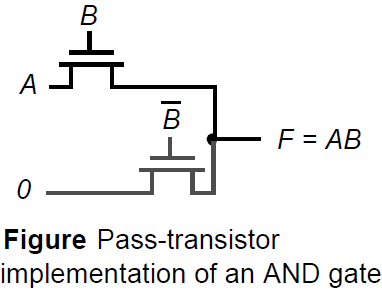 B
A
B̅
F = AB
0
Figure Pass-transistor
implementation of an AND gate